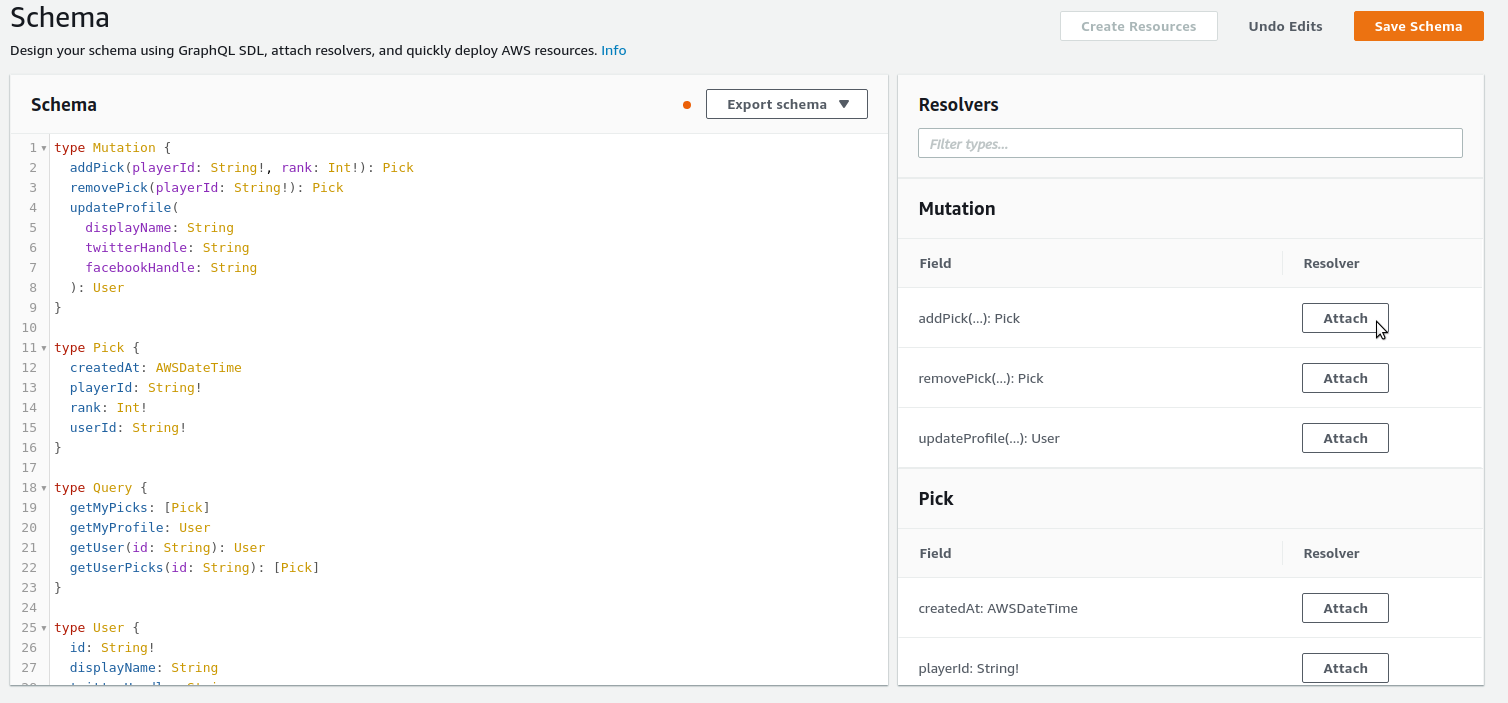 Schema
Create Resources
Undo Edits
Save Schema
Design your schema using GraphQL SDL, attach resolvers, and quickly deploy AWS resources. Info
Schema
Export schema
1 type Mutation {
2 addPick(playerId: String!, rank: Int!): Pick
3 removePick(playerId: String!): Pick
4 updateProfile(
5 displayName: String
6 twitterHandle: String
7 facebookHandle: String
8 ): User
9 }
10
11 type Pick {
12 createdAt: AWSDateTime
13 playerId: String!
14 rank: Int!
15 userId: String!
16 }
17
18 type Query {
19 getMyPicks: [Pick]
20 getMyProfile: User
21 getUser(id: String): User
22 getUserPicks(id: String): [Pick]
23 }
24
25 type User {
26 id: String!
27 displayName: String
Resolvers
Filter types...
Mutation
Field Resolver
addPick(...): Pick Attach
removePick(...): Pick Attach
updateProfile(...): User Attach
Pick
Field Resolver
createdAt: AWSDateTime Attach
playerId: String! Attach